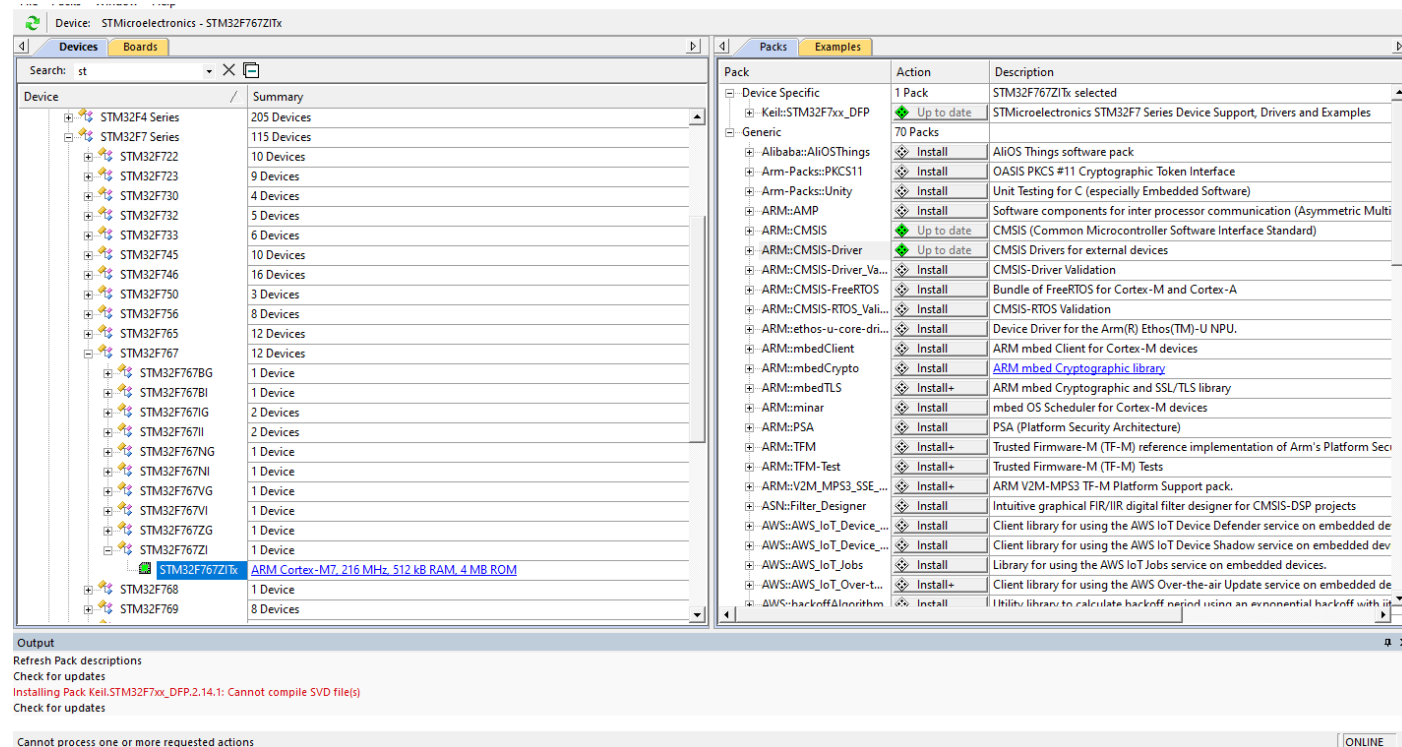 Device: STMicroelectronics - STM32F767ZITx
Devices Boards
Search: st
Device Summary
STM32F4 Series 205 Devices
STM32F7 Series 115 Devices
STM32F722 10 Devices
STM32F723 9 Devices
STM32F730 4 Devices
STM32F732 5 Devices
STM32F733 6 Devices
STM32F745 10 Devices
STM32F746 16 Devices
STM32F750 3 Devices
STM32F756 8 Devices
STM32F765 12 Devices
STM32F767 12 Devices
STM32F767BG 1 Device
STM32F767BI 1 Device
STM32F767IG 2 Devices
STM32F767II 2 Devices
STM32F767NG 1 Device
STM32F767NI 1 Device
STM32F767VG 1 Device
STM32F767VI 1 Device
STM32F767ZG 1 Device
STM32F767ZI 1 Device
STM32F767ZITx ARM Cortex-M7, 216 MHz, 512 kB RAM, 4 MB ROM
STM32F768 1 Device
STM32F769 8 Devices
Packs Examples
Pack Action Description
Device Specific 1 Pack STM32F767ZITx selected
Keil::STM32F7xx_DFP Up to date STMicroelectronics STM32F7 Series Device Support, Drivers and Examples
Generic 70 Packs
Alibaba::AliOSThings Install AliOS Things software pack
Arm-Packs::PKCS11 Install OASIS PKCS #11 Cryptographic Token Interface
Arm-Packs::Unity Install Unit Testing for C (especially Embedded Software)
ARM::AMP Install Software components for inter processor communication (Asymmetric Multi
ARM::CMSIS Up to date CMSIS (Common Microcontroller Software Interface Standard)
ARM::CMSIS-Driver Up to date CMSIS Drivers for external devices
ARM::CMSIS-Driver_Va... Install CMSIS-Driver Validation
ARM::CMSIS-FreeRTOS Install Bundle of FreeRTOS for Cortex-M and Cortex-A
ARM::CMSIS-RTOS_Vali... Install CMSIS-RTOS Validation
ARM::ethos-u-core-dri... Install Device Driver for the Arm(R) Ethos(TM)-U NPU.
ARM::mbedClient Install ARM mbed Client for Cortex-M devices
ARM::mbedCrypto Install ARM mbed Cryptographic library
ARM::mbedTLS Install+ ARM mbed Cryptographic and SSL/TLS library
ARM::minar Install mbed OS Scheduler for Cortex-M devices
ARM::PSA Install PSA (Platform Security Architecture)
ARM::TFM Install+ Trusted Firmware-M (TF-M) reference implementation of Arm's Platform Sec
ARM::TFM-Test Install+ Trusted Firmware-M (TF-M) Tests
ARM::V2M_MPS3_SSE_... Install+ ARM V2M-MPS3 TF-M Platform Support pack.
ASN::Filter_Designer Install Intuitive graphical FIR/IIR digital filter designer for CMSIS-DSP projects
AWS::AWS_IoT_Device_... Install Client library for using the AWS IoT Device Defender service on embedded de
AWS::AWS_IoT_Device_... Install Client library for using the AWS IoT Device Shadow service on embedded dev
AWS::AWS_IoT_Jobs Install Library for using the AWS IoT Jobs service on embedded devices.
AWS::AWS_IoT_Over-t... Install+ Client library for using the AWS Over-the-air Update service on embedded de
AWS::backoffAlgorithm Install Utility library to calculate backoff period using an exponential backoff with jit
Output
Refresh Pack descriptions
Check for updates
Installing Pack Keil.STM32F7xx_DFP.2.14.1: Cannot compile SVD file(s)
Check for updates
Cannot process one or more requested actions ONLINE